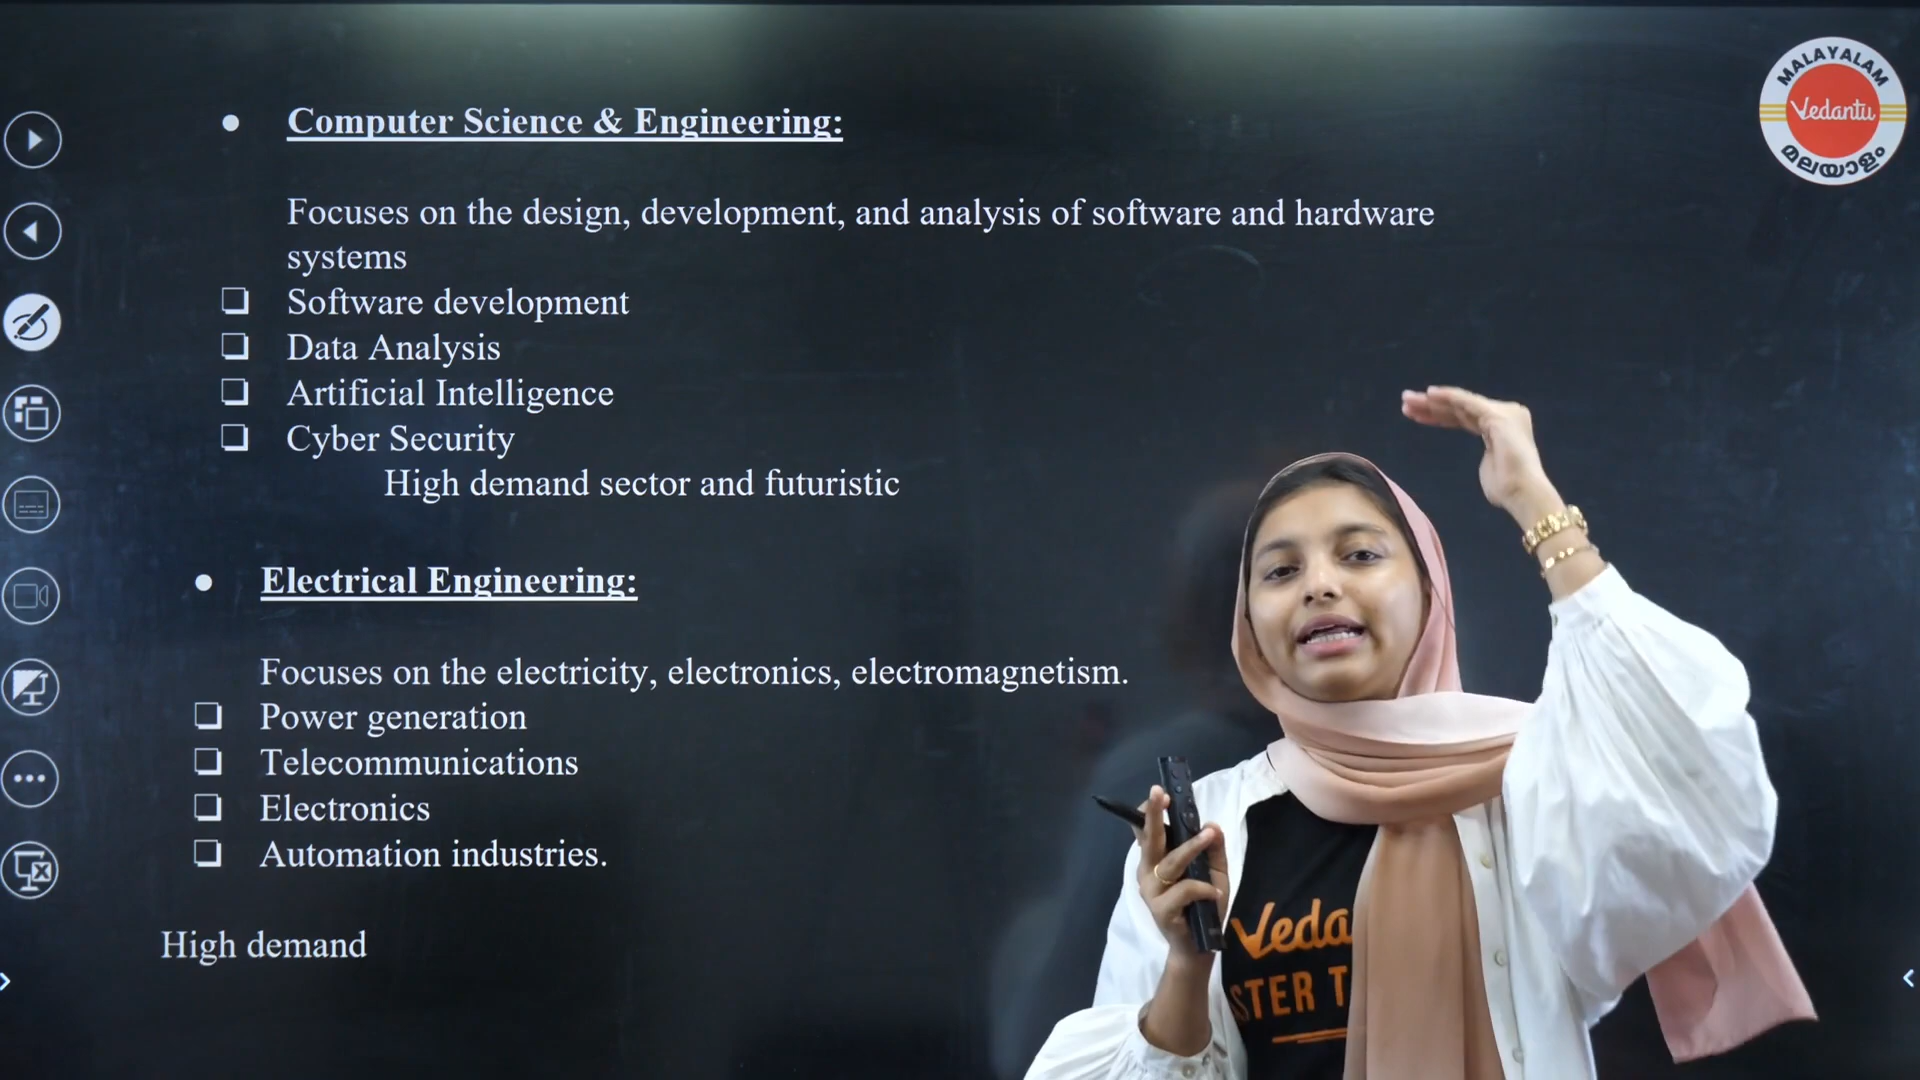 MALAYALAM
Vedantu
മലയാളം
Computer Science & Engineering:
Focuses on the design, development, and analysis of software and hardware
systems
Software development
Data Analysis
Artificial Intelligence
Cyber Security
High demand sector and futuristic
Electrical Engineering:
Focuses on the electricity, electronics, electromagnetism.
Power generation
Telecommunications
Electronics
Automation industries.
High demand
Veda
STER T